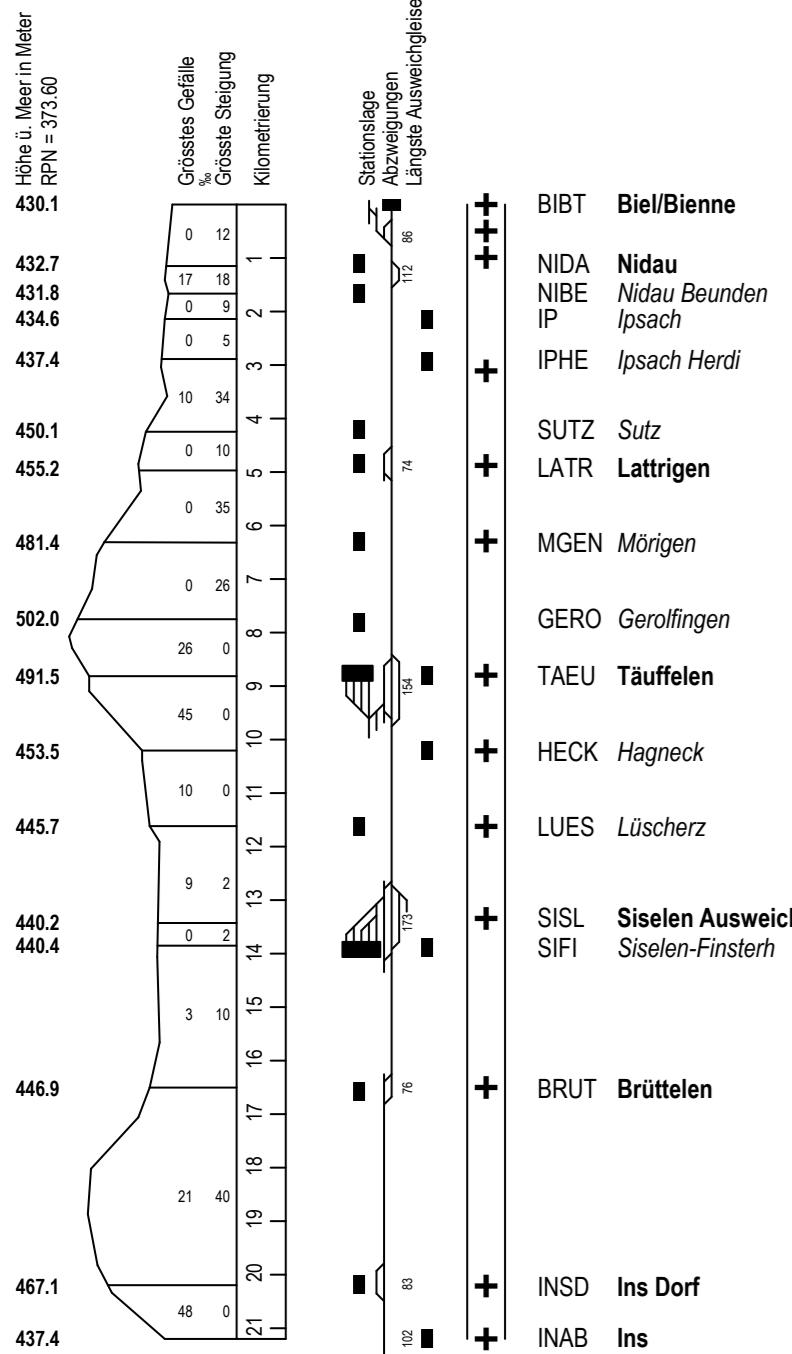 Höhe ü. Meer in Meter
RPN = 373.60
Grösstes Gefälle
‰
Grösste Steigung
Kilometrierung
Stationslage
Abzweigungen
Längste Ausweichgleise
430.1 BIBT Biel/Bienne
0 12 86
1
432.7 NIDA Nidau
17 18 112
431.8 NIBE Nidau Beunden
0 9 2
434.6 IP Ipsach
0 5
3
437.4 IPHE Ipsach Herdi
10 34
4
450.1 SUTZ Sutz
0 10
455.2 5 74 LATR Lattrigen
0 35
6
481.4 MGEN Mörigen
0 26 7
502.0 8 GERO Gerolfingen
26 0
491.5 9 154 TAEU Täuffelen
45 0
10
453.5 HECK Hagneck
10 0 11
445.7 12 LUES Lüscherz
9 2 13
440.2 173 SISL Siselen Ausweich
0 2
440.4 14 SIFI Siselen-Finsterh
3 10 15
16
446.9 76 BRUT Brüttelen
17
18
21 40
19
20
467.1 83 INSD Ins Dorf
48 0
21
437.4 102 INAB Ins